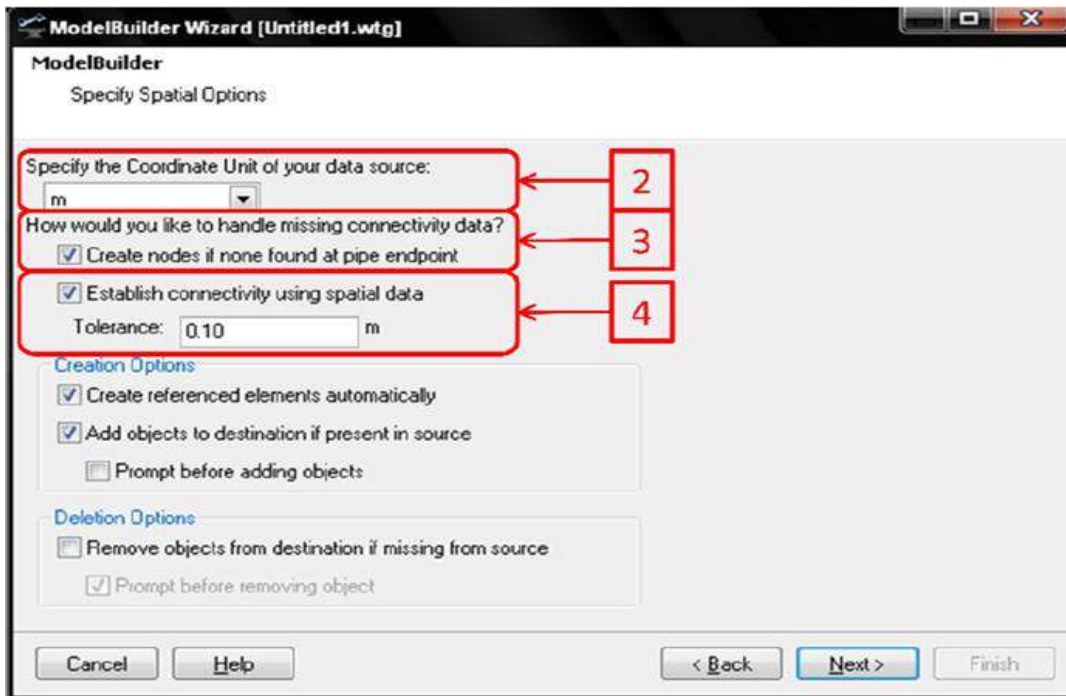 ModelBuilder Wizard [Untitled1.wtg]
ModelBuilder
Specify Spatial Options
Specify the Coordinate Unit of your data source:
m
2
How would you like to handle missing connectivity data?
Create nodes if none found at pipe endpoint
3
Establish connectivity using spatial data
Tolerance: 0.10 m
4
Creation Options
Create referenced elements automatically
Add objects to destination if present in source
Prompt before adding objects
Deletion Options
Remove objects from destination if missing from source
Prompt before removing object
Cancel Help < Back Next > Finish